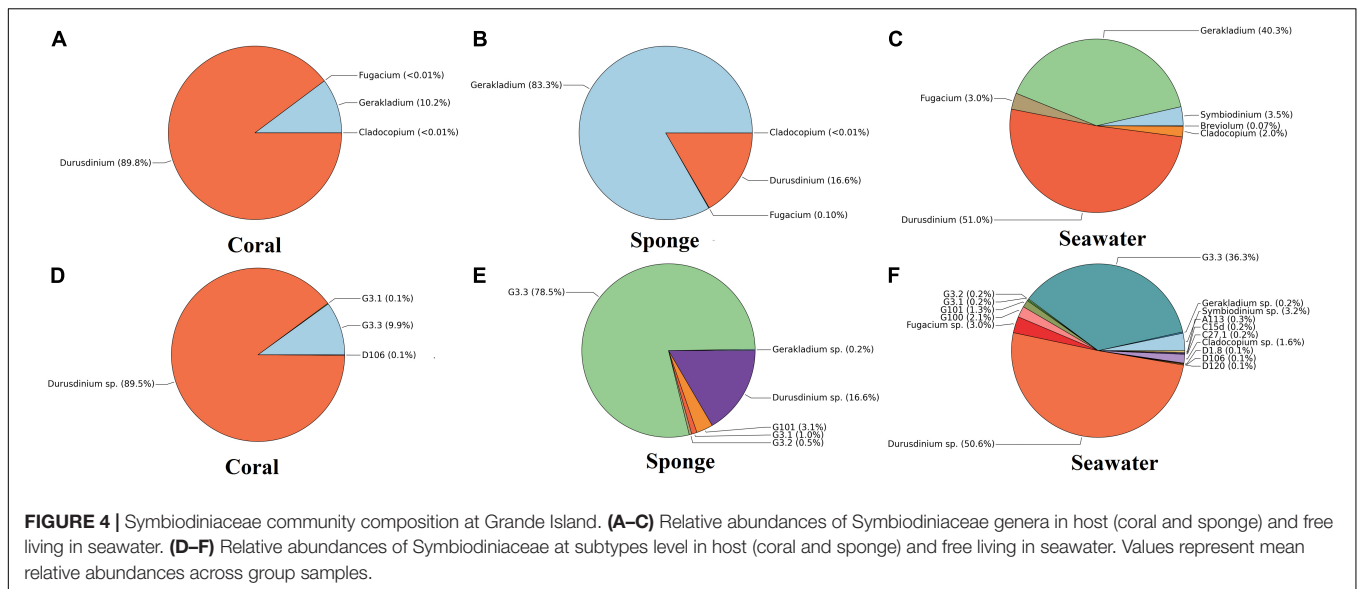 A
Fugacium (<0.01%)
Gerakladium (10.2%)
Cladocopium (<0.01%)
Durusdinium (89.8%)
Coral
B
Gerakladium (83.3%)
Cladocopium (<0.01%)
Durusdinium (16.6%)
Fugacium (0.10%)
Sponge
C
Gerakladium (40.3%)
Fugacium (3.0%)
Symbiodinium (3.5%)
Breviolum (0.07%)
Cladocopium (2.0%)
Durusdinium (51.0%)
Seawater
D
G3.1 (0.1%)
G3.3 (9.9%)
D106 (0.1%)
Durusdinium sp. (89.5%)
Coral
E
G3.3 (78.5%)
Gerakladium sp. (0.2%)
Durusdinium sp. (16.6%)
G101 (3.1%)
G3.1 (1.0%)
G3.2 (0.5%)
Sponge
F
G3.3 (36.3%)
G3.2 (0.2%)
G3.1 (0.2%)
G101 (1.3%)
G100 (2.1%)
Fugacium sp. (3.0%)
Gerakladium sp. (0.2%)
Symbiodinium sp. (3.2%)
A113 (0.3%)
C15d (0.2%)
C27.1 (0.2%)
Cladocopium sp. (1.6%)
D1.8 (0.1%)
D106 (0.1%)
D120 (0.1%)
Durusdinium sp. (50.6%)
Seawater
FIGURE 4 | Symbiodiniaceae community composition at Grande Island. (A–C) Relative abundances of Symbiodiniaceae genera in host (coral and sponge) and free
living in seawater. (D–F) Relative abundances of Symbiodiniaceae at subtypes level in host (coral and sponge) and free living in seawater. Values represent mean
relative abundances across group samples.